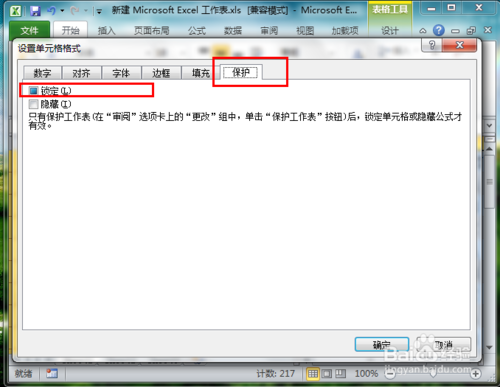 新建 Microsoft Excel 工作表.xls [兼容模式] - Microsoft E...
表格工具
文件 开始 插入 页面布局 公式 数据 审阅 视图 加载项 设计
设置单元格格式
数字 对齐 字体 边框 填充 保护
锁定(L)
隐藏(I)
只有保护工作表(在“审阅”选项卡上的“更改”组中，单击“保护工作表”按钮)后，锁定单元格或隐藏公式才
有效。
确定 取消
Baidu 经验
jingyan.baidu.com
就绪 计数: 217 100%